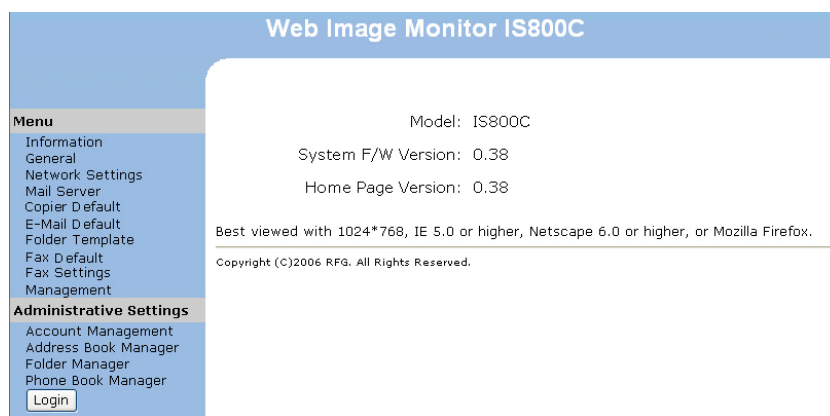 Web Image Monitor IS800C
Menu
Information
General
Network Settings
Mail Server
Copier Default
E-Mail Default
Folder Template
Fax Default
Fax Settings
Management
Administrative Settings
Account Management
Address Book Manager
Folder Manager
Phone Book Manager
Login
Model: IS800C
System F/W Version: 0.38
Home Page Version: 0.38
Best viewed with 1024*768, IE 5.0 or higher, Netscape 6.0 or higher, or Mozilla Firefox.
Copyright (C)2006 RFG. All Rights Reserved.